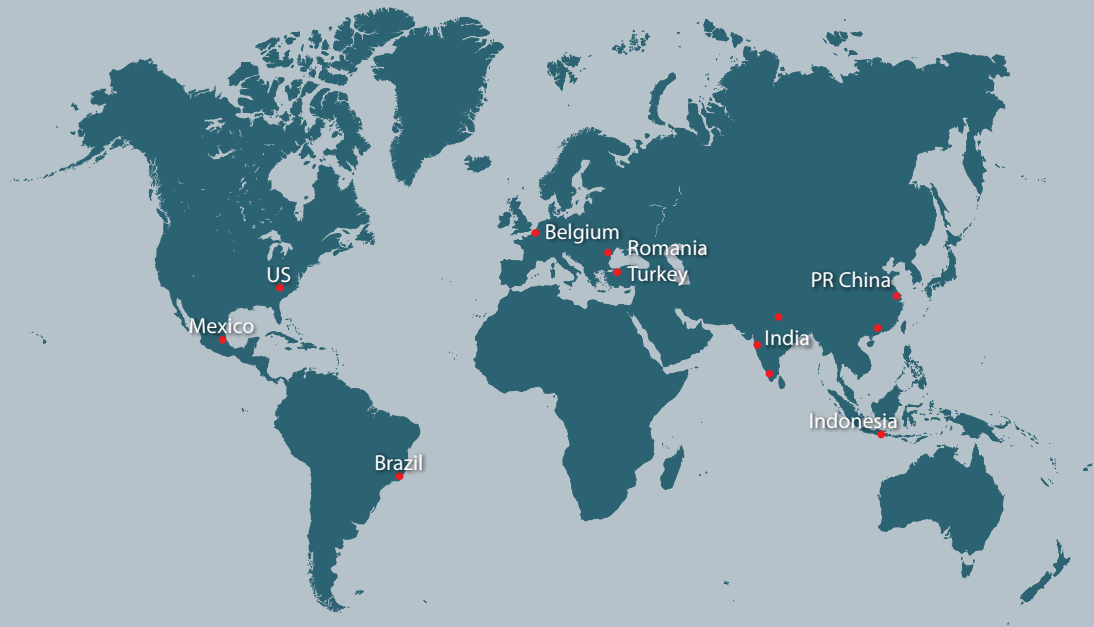 Belgium
Romania
Turkey
US
PR China
Mexico
India
Indonesia
Brazil